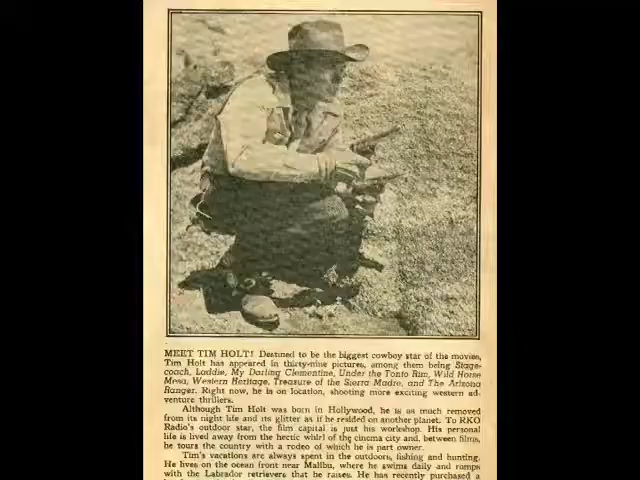 MEET TIM HOLT! Destined to be the biggest cowboy star of the movies,
Tim Holt has appeared in thirty-nine pictures, among them being Stage-
coach, Laddie, My Darling Clementine, Under the Tonto Rim, Wild Horse
Mesa, Western Heritage, Treasure of the Sierra Madre, and The Arizona
Ranger. Right now, he is on location, shooting more exciting western ad-
venture thrillers.
Although Tim Holt was born in Hollywood, he is as much removed
from its night life and its glitter as if he resided on another planet. To RKO
Radio's outdoor star, the film capital is just his workshop. His personal
life is lived away from the hectic whirl of the cinema city and, between films,
he tours the country with a rodeo of which he is part owner.
Tim's vacations are always spent in the outdoors, fishing and hunting.
He lives on the ocean front near Malibu, where he swims daily and romps
with the Labrador retrievers that he raises. He has recently purchased a